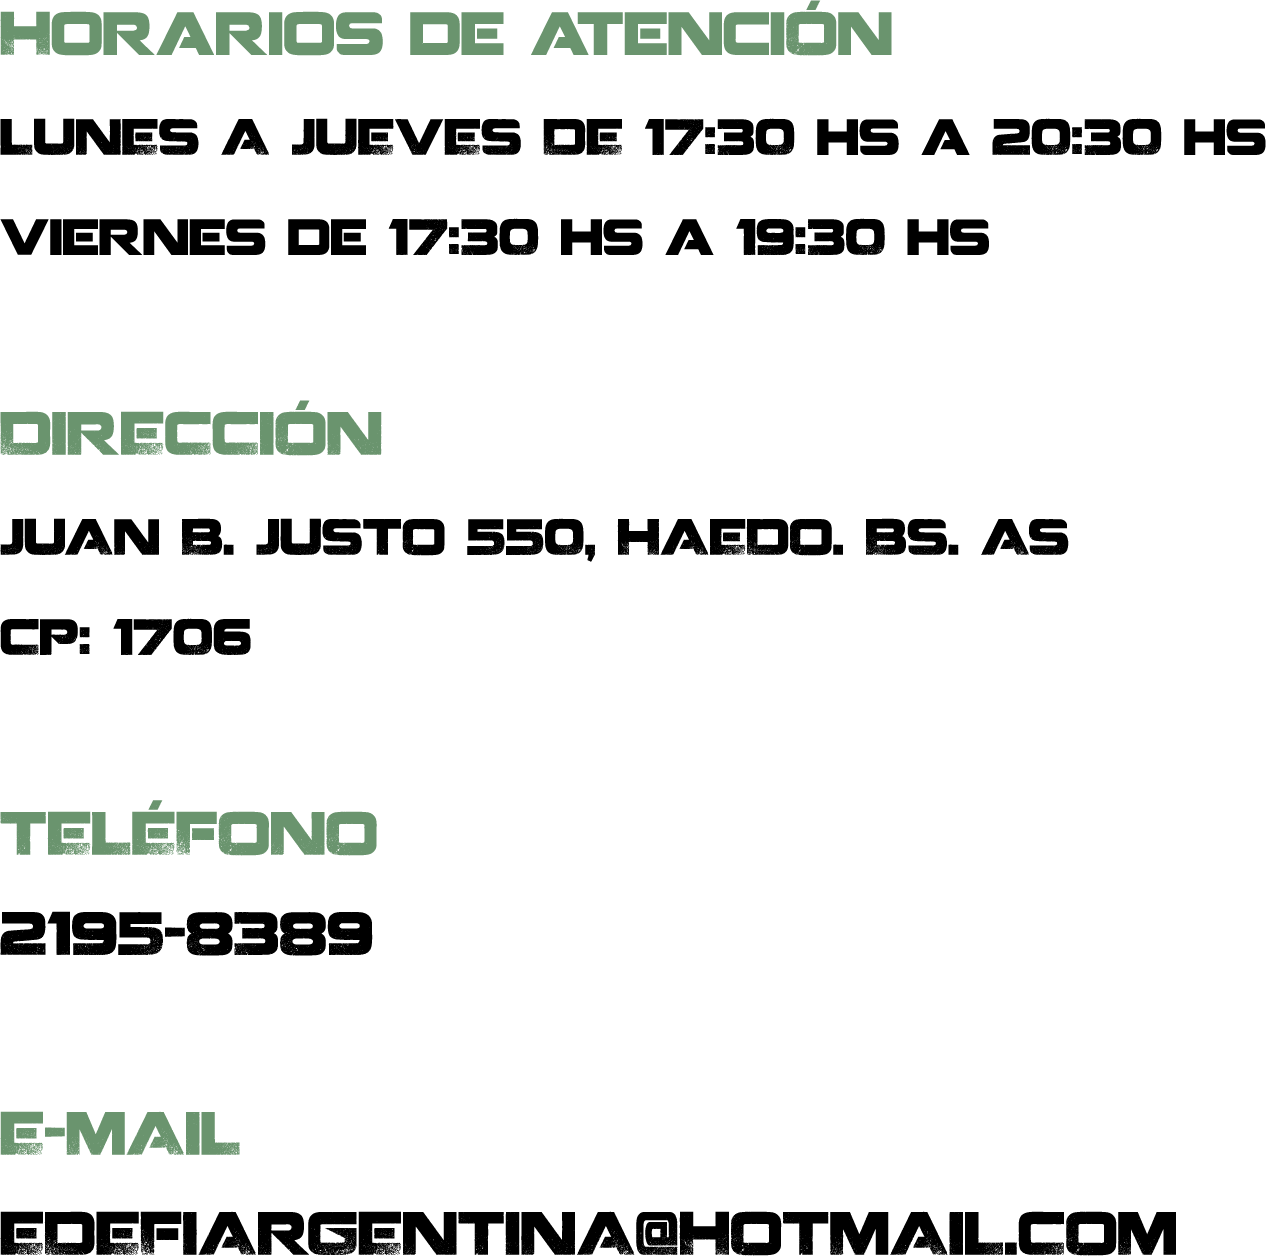 HORARIOS DE ATENCIÓN
LUNES A JUEVES DE 17:30 HS A 20:30 HS
VIERNES DE 17:30 HS A 19:30 HS
DIRECCIÓN
JUAN B. JUSTO 550, HAEDO. BS. AS
CP: 1706
TELÉFONO
2195-8389
E-MAIL
EDEFIARGENTINA@HOTMAIL.COM